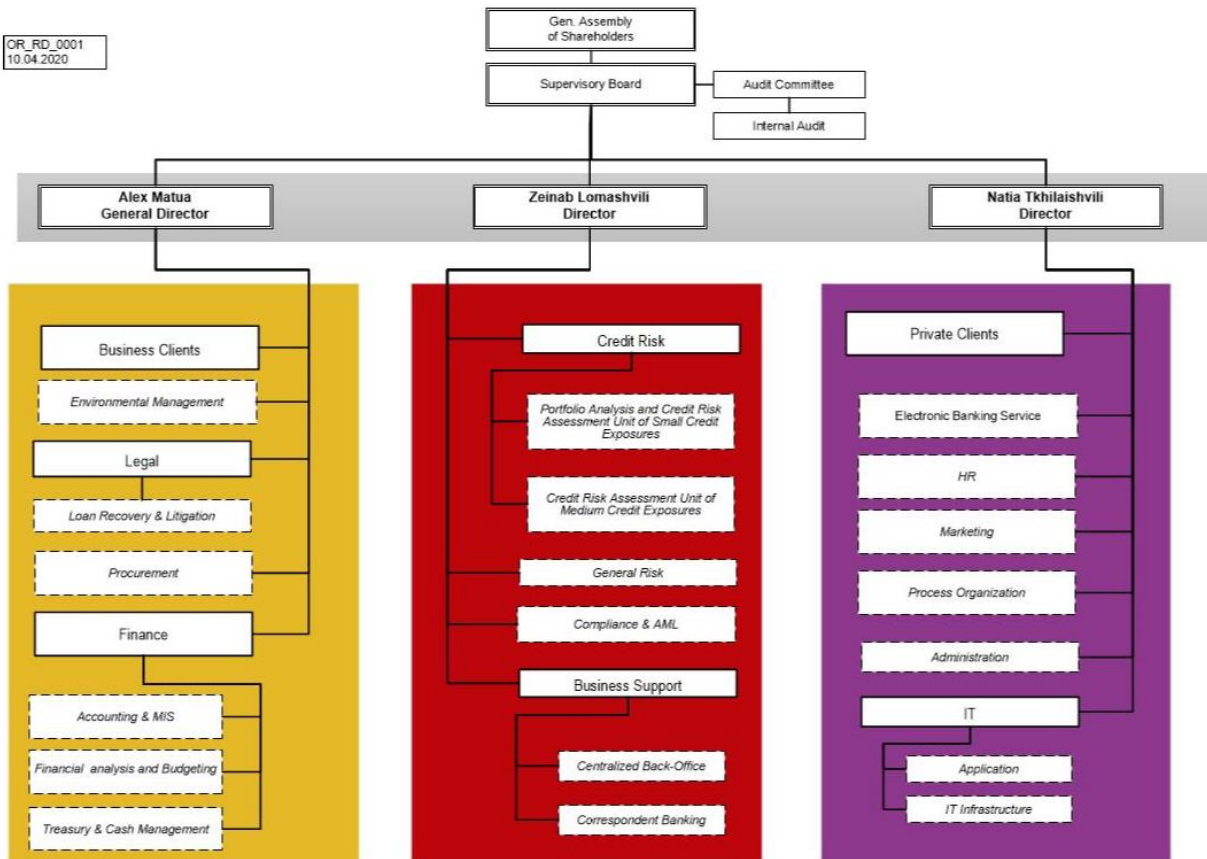 OR_RD_0001
10.04.2020
Gen. Assembly
of Shareholders
Supervisory Board
Audit Committee
Internal Audit
Alex Matua
General Director
Zeinab Lomashvili
Director
Natia Tkhilaishvili
Director
Business Clients
Environmental Management
Legal
Loan Recovery & Litigation
Procurement
Finance
Accounting & MIS
Financial analysis and Budgeting
Treasury & Cash Management
Credit Risk
Portfolio Analysis and Credit Risk
Assessment Unit of Small Credit
Exposures
Credit Risk Assessment Unit of
Medium Credit Exposures
General Risk
Compliance & AML
Business Support
Centralized Back-Office
Correspondent Banking
Private Clients
Electronic Banking Service
HR
Marketing
Process Organization
Administration
IT
Application
IT Infrastructure